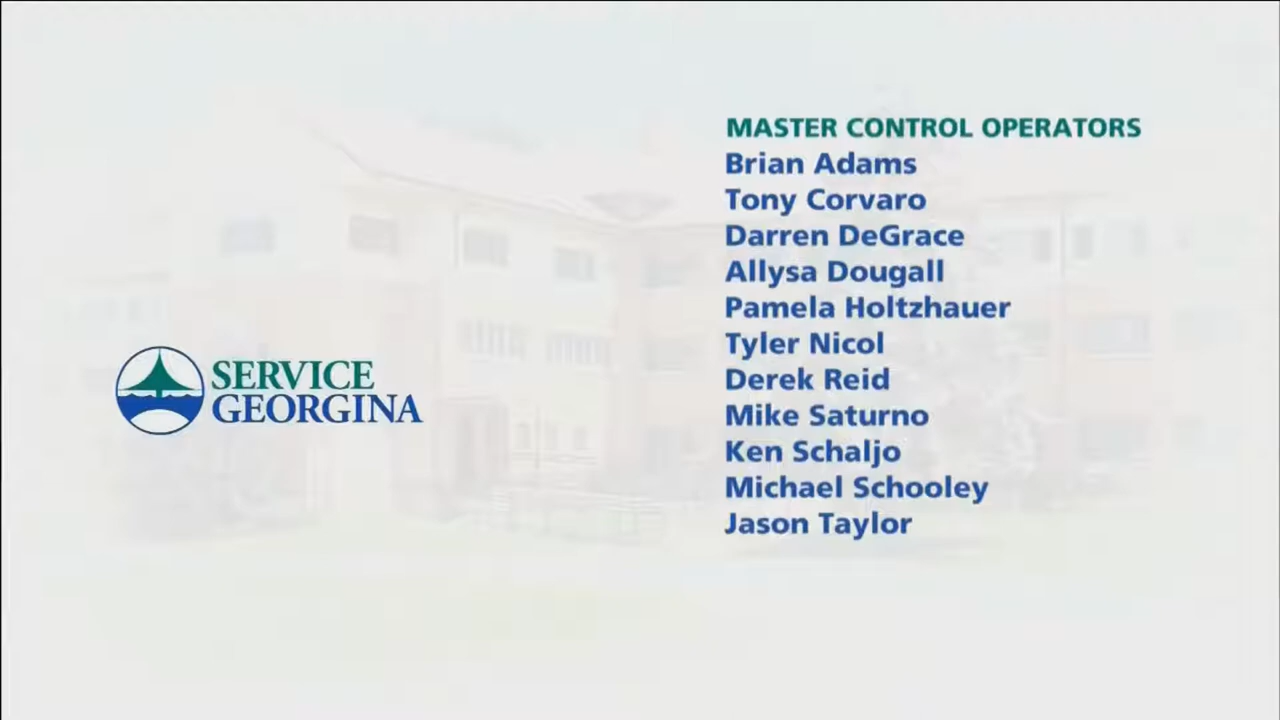 SERVICE
GEORGINA
MASTER CONTROL OPERATORS
Brian Adams
Tony Corvaro
Darren DeGrace
Allysa Dougall
Pamela Holtzhauer
Tyler Nicol
Derek Reid
Mike Saturno
Ken Schaljo
Michael Schooley
Jason Taylor